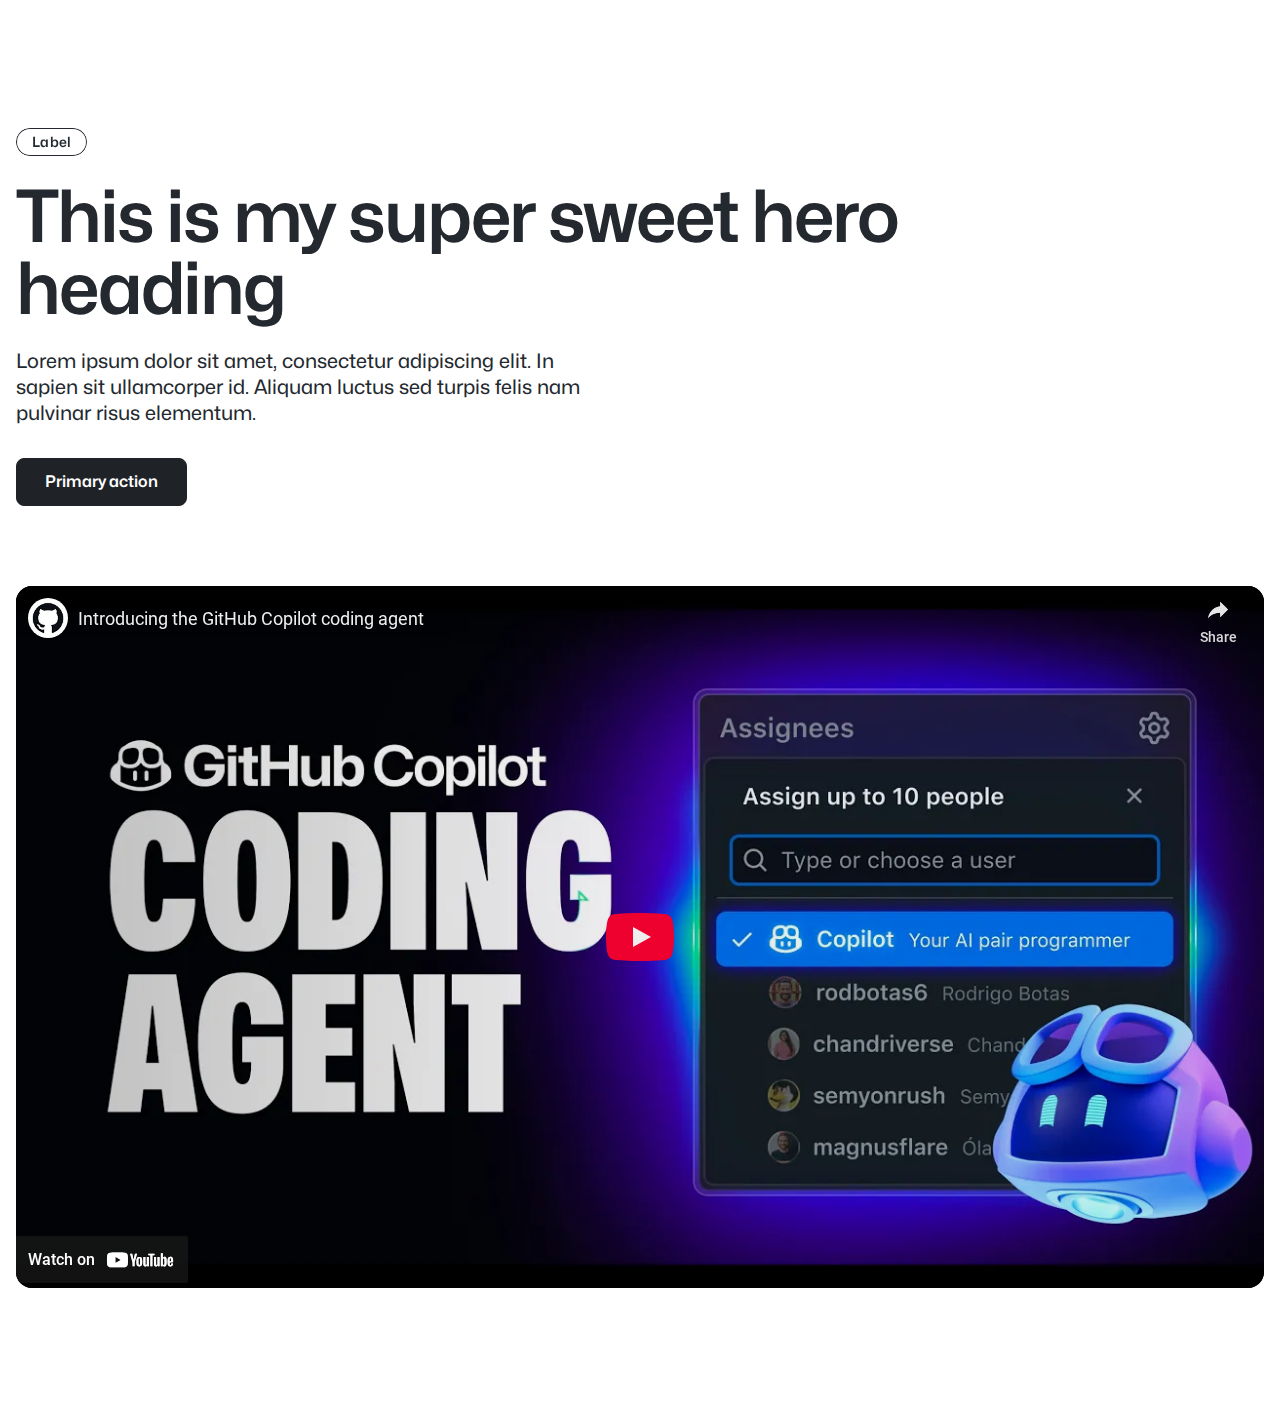 Label
This is my super sweet hero
heading
Lorem ipsum dolor sit amet, consectetur adipiscing elit. In
sapien sit ullamcorper id. Aliquam luctus sed turpis felis nam
pulvinar risus elementum.
Primary action
Introducing the GitHub Copilot coding agent
Share
GitHub Copilot
CODING
AGENT
Assignees
Assign up to 10 people
Type or choose a user
Copilot Your AI pair programmer
rodbotas6 Rodrigo Botas
chandriverse Chand
semyonrush Semy
magnusflare Óla
Watch on YouTube